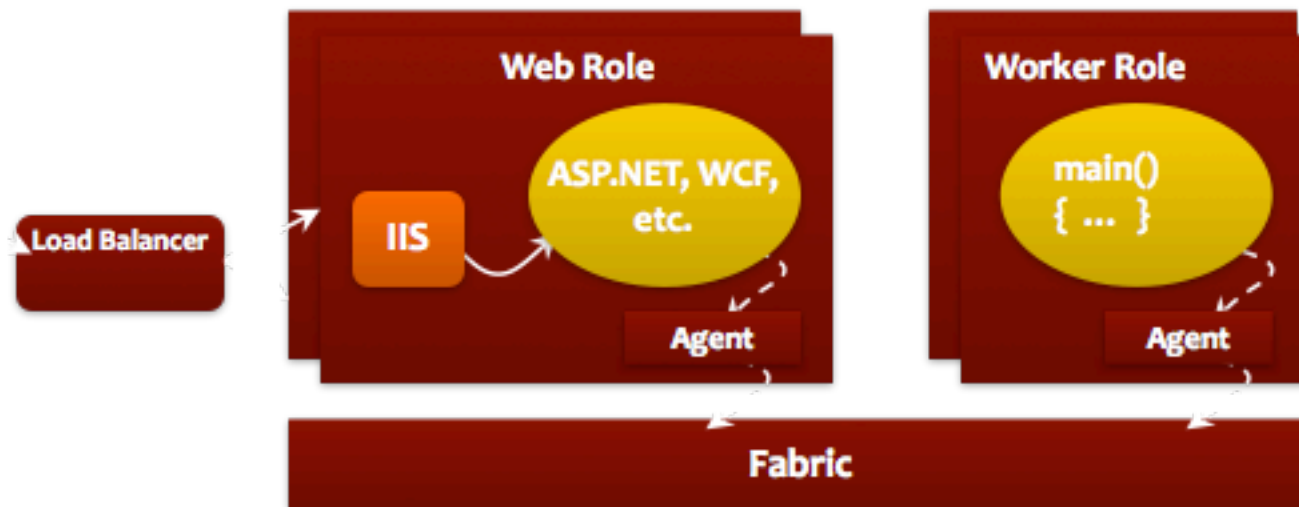 Web Role
Worker Role
ASP.NET, WCF,
etc.
main()
{ ... }
IIS
Load Balancer
Agent
Agent
Fabric